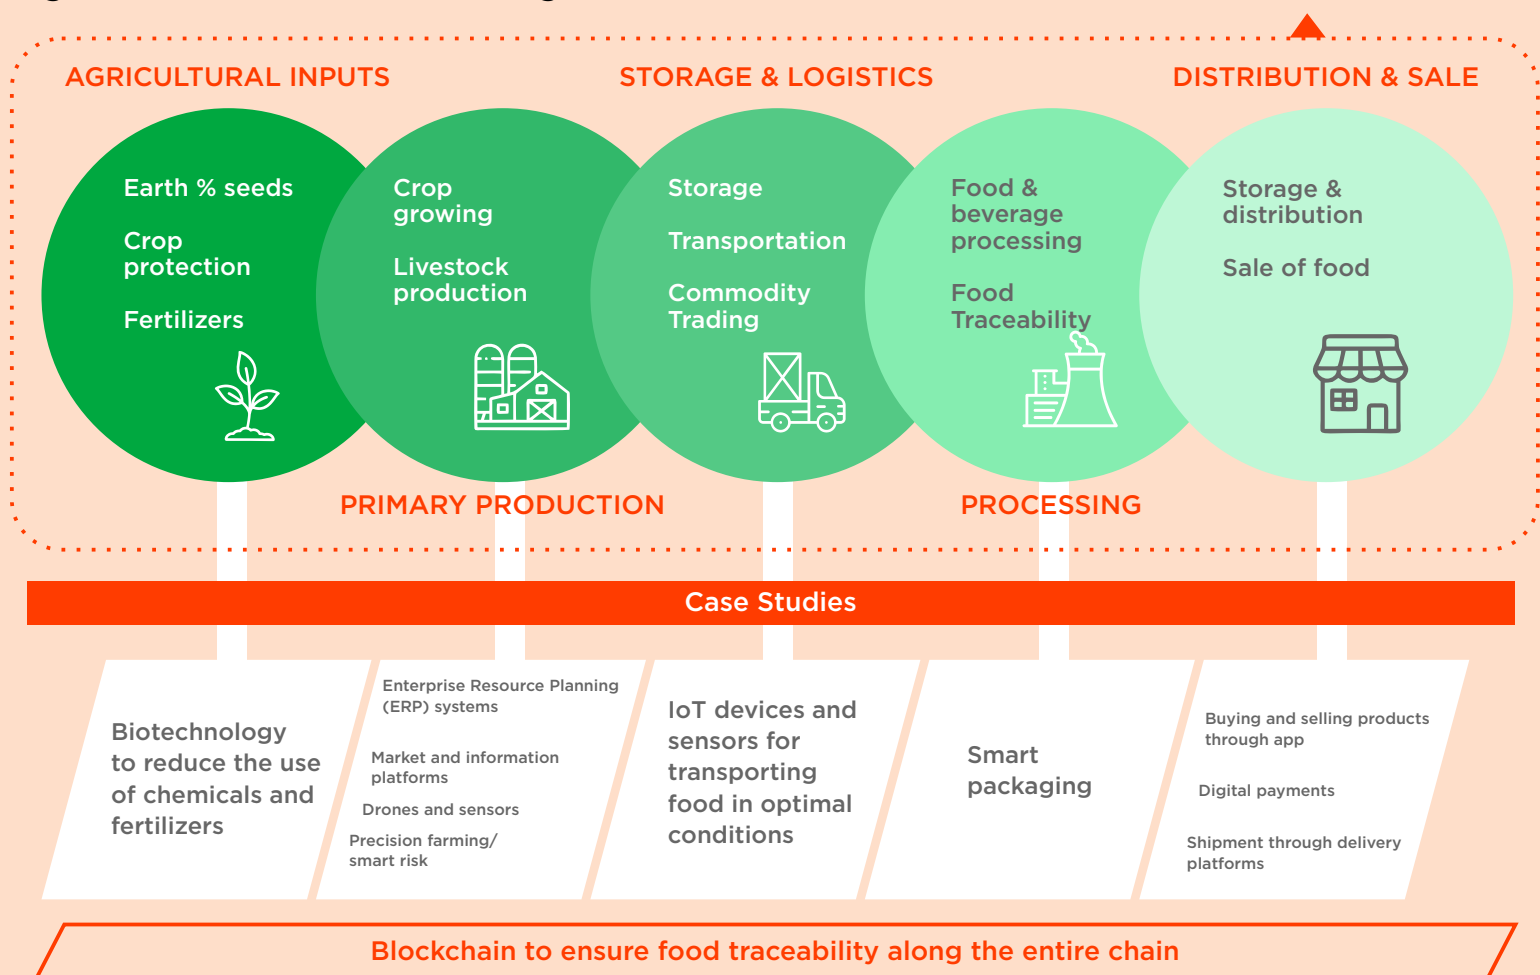 AGRICULTURAL INPUTS
STORAGE & LOGISTICS
DISTRIBUTION & SALE
Earth % seeds
Crop
protection
Fertilizers
Crop
growing
Livestock
production
Storage
Transportation
Commodity
Trading
Food &
beverage
processing
Food
Traceability
Storage &
distribution
Sale of food
PRIMARY PRODUCTION
PROCESSING
Case Studies
Biotechnology
to reduce the use
of chemicals and
fertilizers
Enterprise Resource Planning
(ERP) systems
Market and information
platforms
Drones and sensors
Precision farming/
smart risk
IoT devices and
sensors for
transporting
food in optimal
conditions
Smart
packaging
Buying and selling products
through app
Digital payments
Shipment through delivery
platforms
Blockchain to ensure food traceability along the entire chain